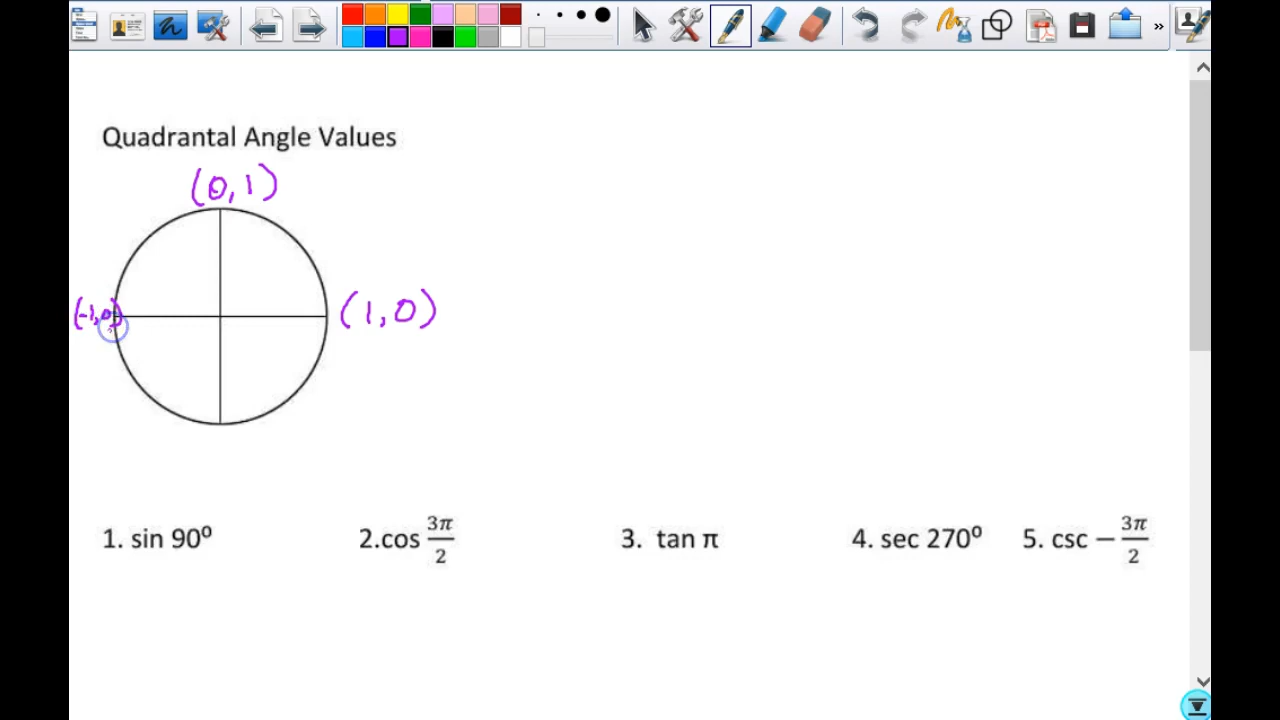 Quadrantal Angle Values
(0,1)
(-1,0)
(1,0)
1. sin 90⁰
2.cos 3π/2
3. tan π
4. sec 270⁰
5. csc − 3π/2